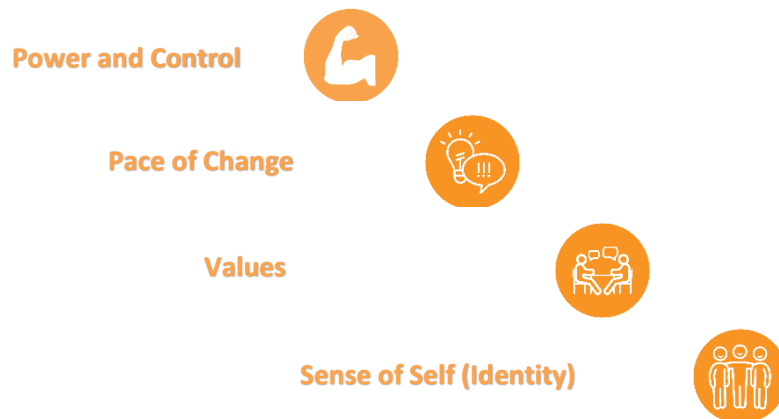 Power and Control
Pace of Change
!!!
Values
Sense of Self (Identity)